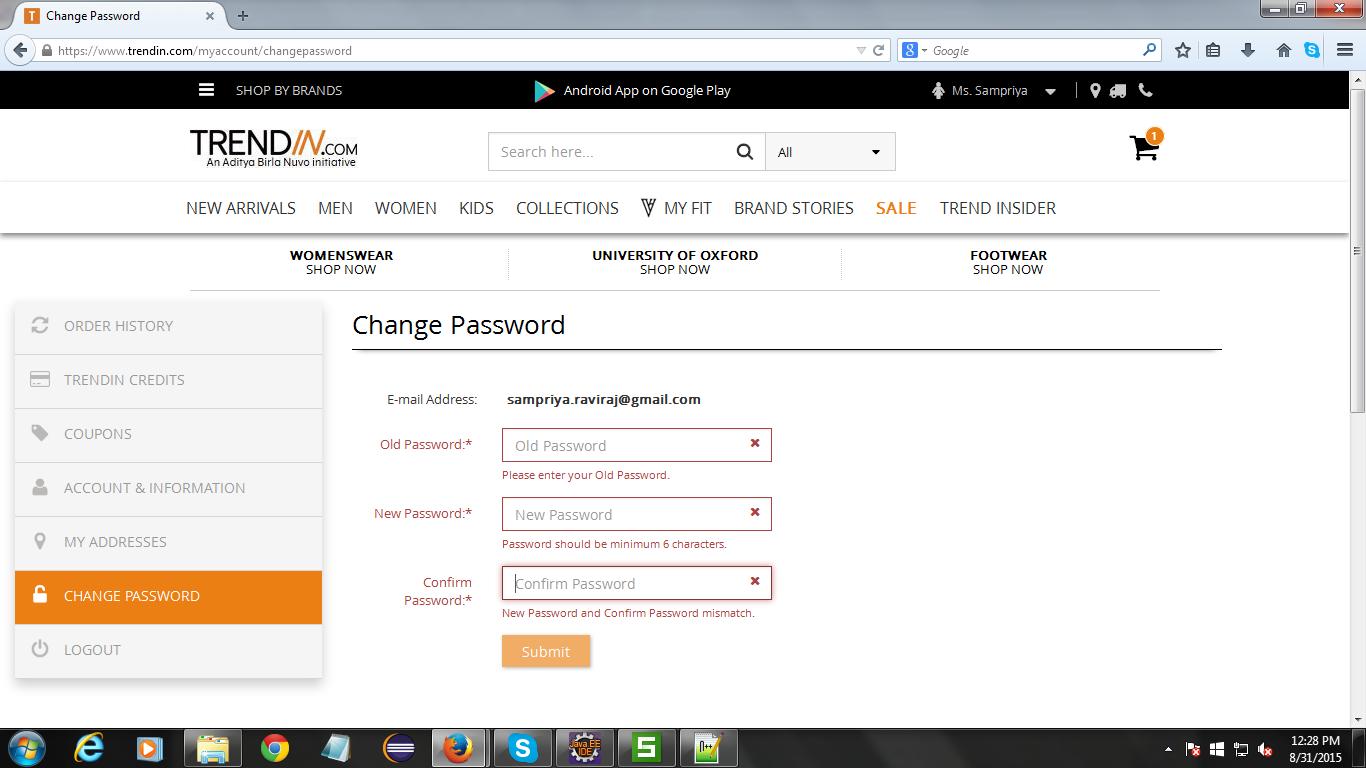 Change Password
https://www.trendin.com/myaccount/changepassword
Google
SHOP BY BRANDS
Android App on Google Play
Ms. Sampriya
TRENDIN.COM
An Aditya Birla Nuvo initiative
Search here...
All
1
NEW ARRIVALS MEN WOMEN KIDS COLLECTIONS MY FIT BRAND STORIES SALE TREND INSIDER
WOMENSWEAR
SHOP NOW
UNIVERSITY OF OXFORD
SHOP NOW
FOOTWEAR
SHOP NOW
ORDER HISTORY
TRENDIN CREDITS
COUPONS
ACCOUNT & INFORMATION
MY ADDRESSES
CHANGE PASSWORD
LOGOUT
Change Password
E-mail Address: sampriya.raviraj@gmail.com
Old Password:* Old Password
Please enter your Old Password.
New Password:* New Password
Password should be minimum 6 characters.
Confirm
Password:*
Confirm Password
New Password and Confirm Password mismatch.
Submit
Java EE
IDE
S
12:28 PM
8/31/2015